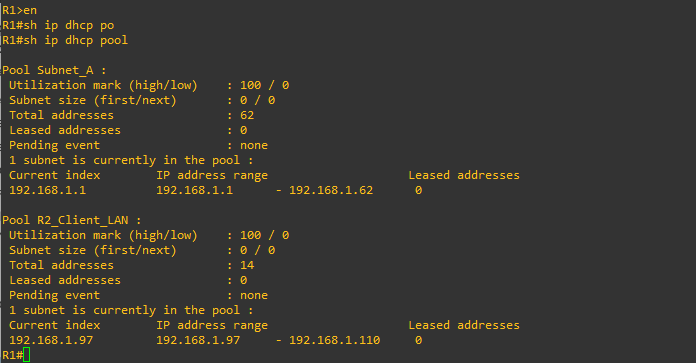 R1>en
R1#sh ip dhcp po
R1#sh ip dhcp pool
Pool Subnet_A :
Utilization mark (high/low) : 100 / 0
Subnet size (first/next) : 0 / 0
Total addresses : 62
Leased addresses : 0
Pending event : none
1 subnet is currently in the pool :
Current index IP address range Leased addresses
192.168.1.1 192.168.1.1 - 192.168.1.62 0
Pool R2_Client_LAN :
Utilization mark (high/low) : 100 / 0
Subnet size (first/next) : 0 / 0
Total addresses : 14
Leased addresses : 0
Pending event : none
1 subnet is currently in the pool :
Current index IP address range Leased addresses
192.168.1.97 192.168.1.97 - 192.168.1.110 0
R1#